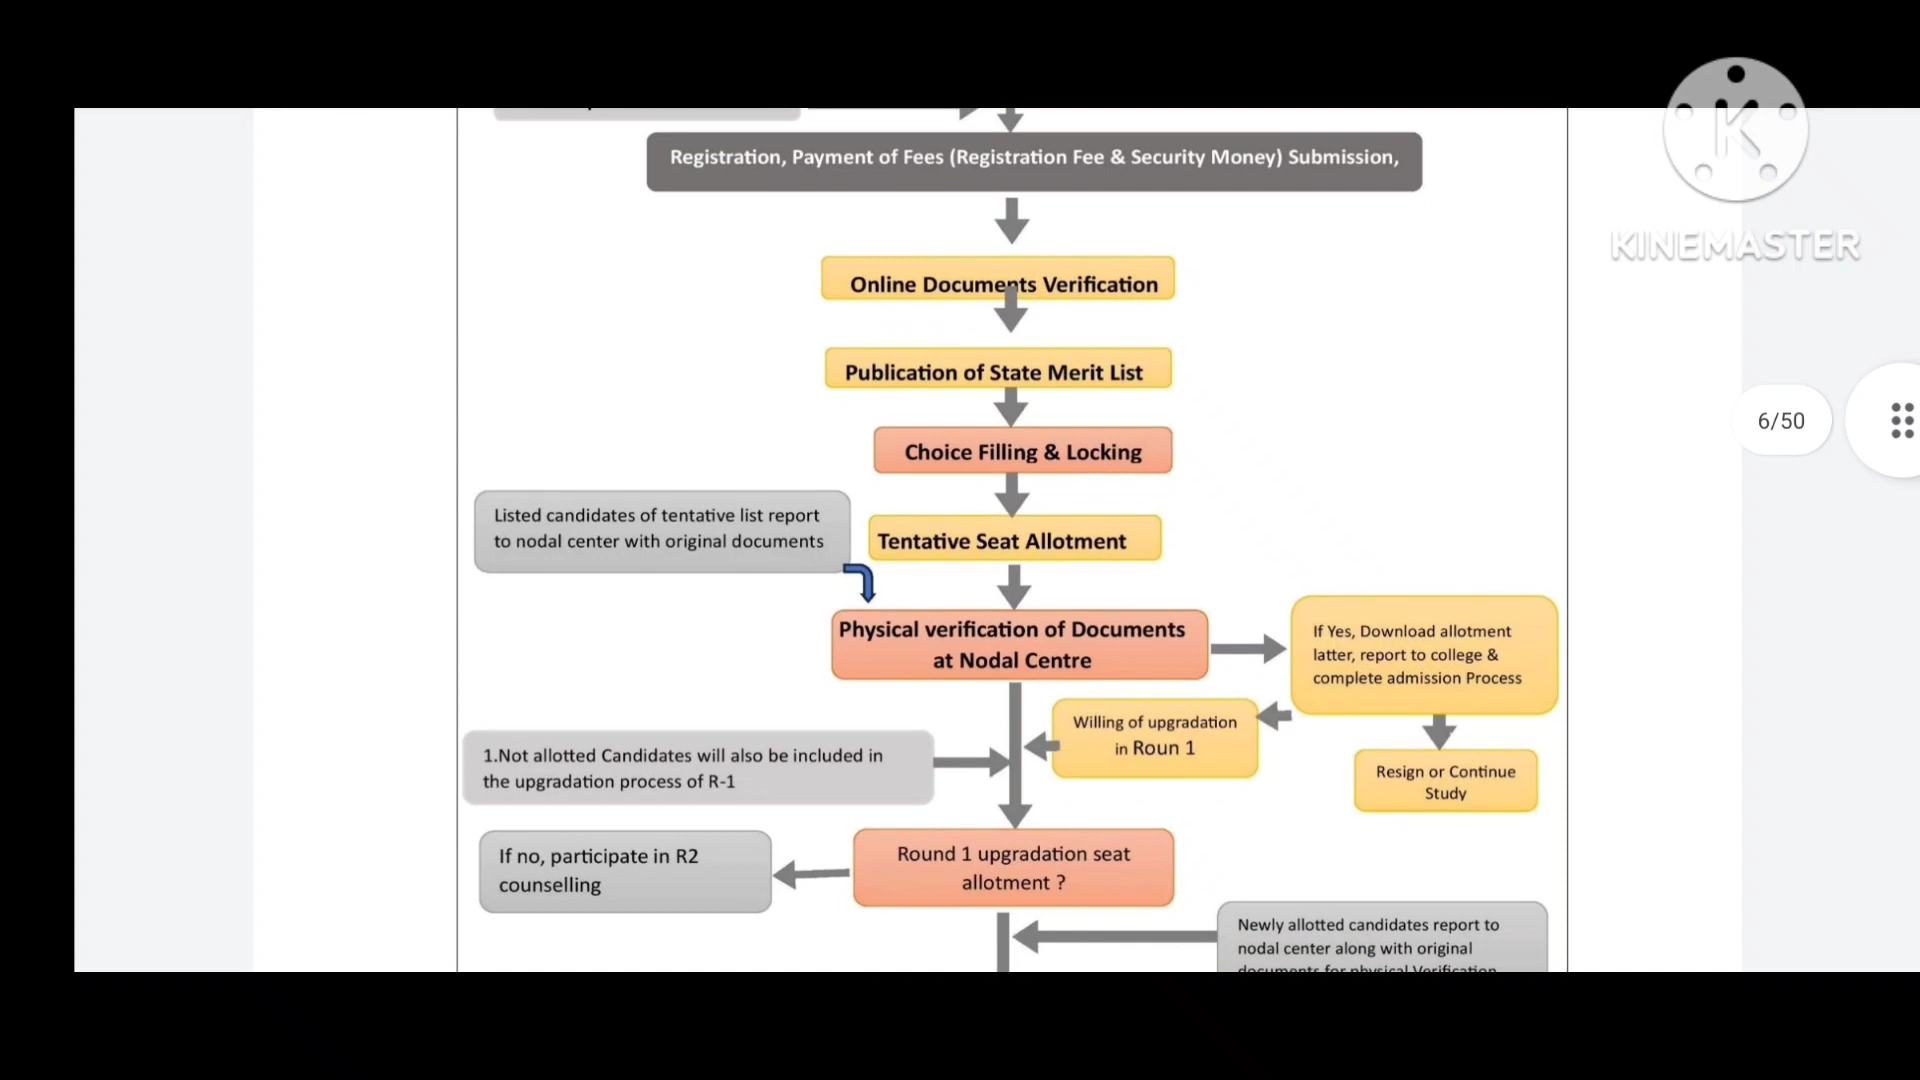 Registration, Payment of Fees (Registration Fee & Security Money) Submission,
KINEMASTER
Online Documents Verification
Publication of State Merit List
6/50
Choice Filling & Locking
Listed candidates of tentative list report
to nodal center with original documents
Tentative Seat Allotment
Physical verification of Documents
at Nodal Centre
If Yes, Download allotment
latter, report to college &
complete admission Process
Willing of upgradation
in Roun 1
1.Not allotted Candidates will also be included in
the upgradation process of R-1
Resign or Continue
Study
If no, participate in R2
counselling
Round 1 upgradation seat
allotment ?
Newly allotted candidates report to
nodal center along with original
documents for physical Verification